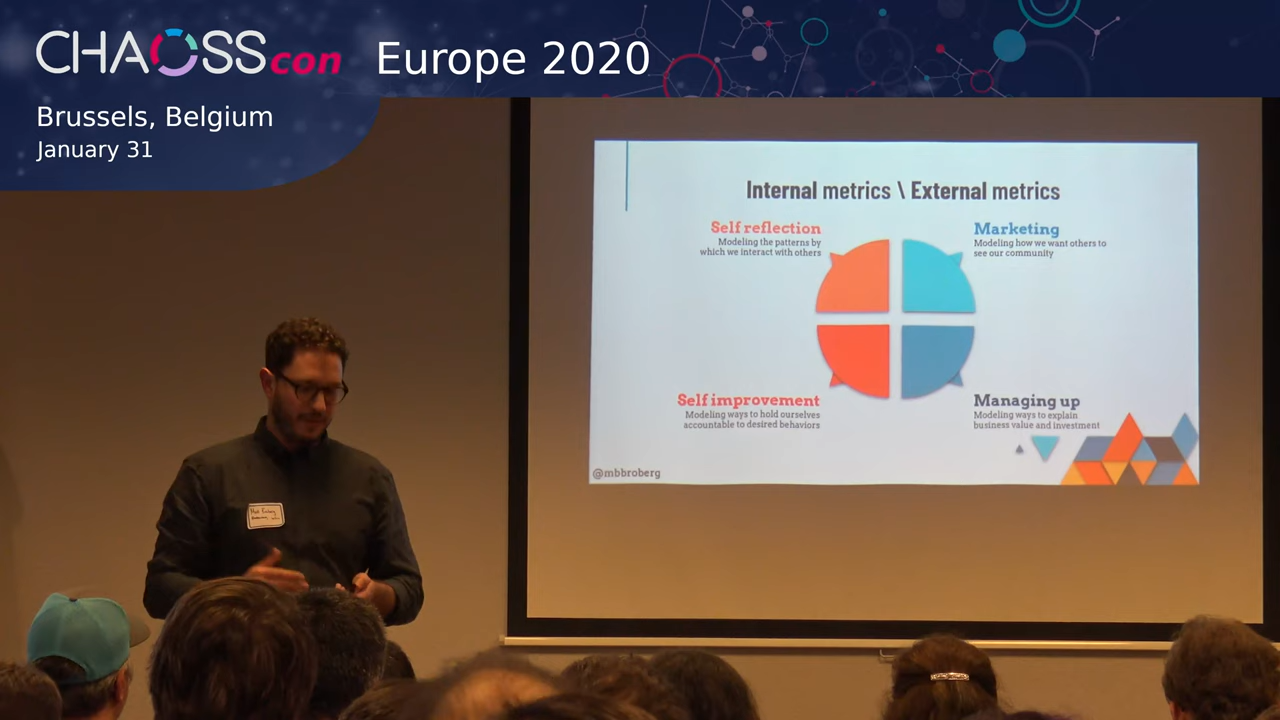 CHAOSScon Europe 2020
Brussels, Belgium
January 31
Internal metrics \ External metrics
Self reflection
Modeling the patterns by
which we interact with others
Marketing
Modeling how we want others to
see our community
Self improvement
Modeling ways to hold ourselves
accountable to desired behaviors
Managing up
Modeling ways to explain
business value and investment
@mbbroberg